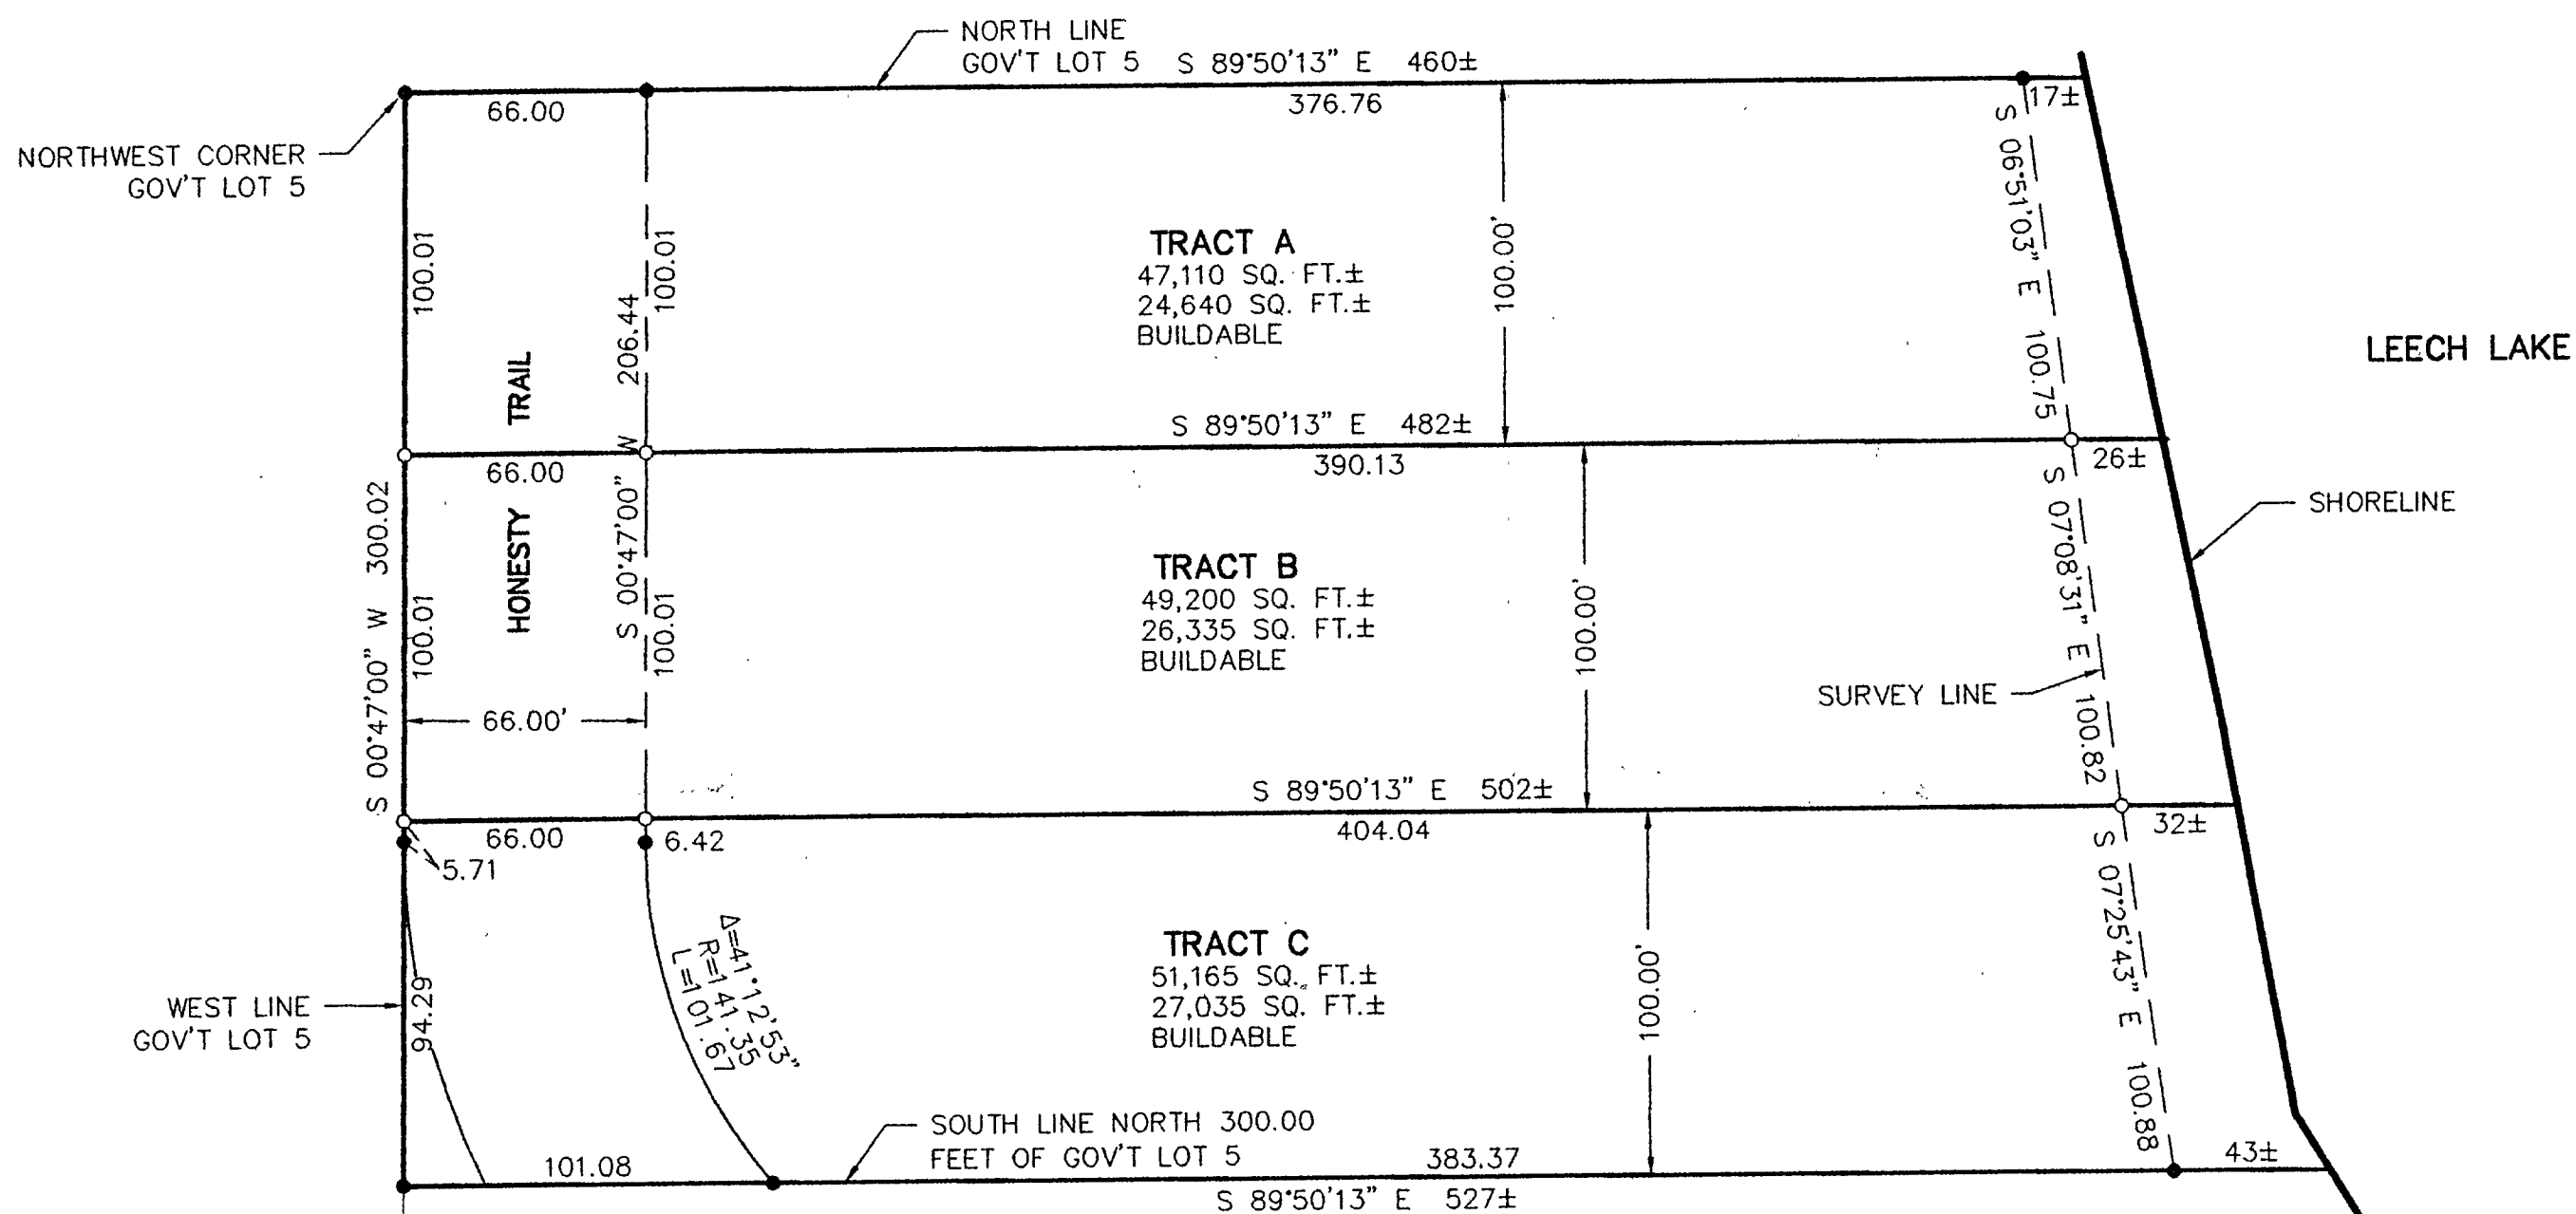 NORTH LINE
GOV'T LOT 5 S 89°50'13" E 460±
66.00
376.76
17±
NORTHWEST CORNER
GOV'T LOT 5
100.01
100.01
S 06°51'03" E 100.75
TRACT A
47,110 SQ. FT.±
24,640 SQ. FT.±
BUILDABLE
100.00'
LEECH LAKE
S 00°47'00" W 206.44
HONESTY TRAIL
S 89°50'13" E 482±
66.00
390.13
26±
S 00°47'00" W 300.02
SHORELINE
100.01
100.01
TRACT B
49,200 SQ. FT.±
26,335 SQ. FT.±
BUILDABLE
100.00'
S 07°08'31" E 100.82
SURVEY LINE
66.00'
S 89°50'13" E 502±
66.00
6.42
404.04
32±
5.71
Δ=41°12'53"
R=141.35
L=101.67
TRACT C
51,165 SQ. FT.±
27,035 SQ. FT.±
BUILDABLE
100.00'
S 07°25'43" E 100.88
WEST LINE
GOV'T LOT 5
94.29
SOUTH LINE NORTH 300.00
FEET OF GOV'T LOT 5
101.08
383.37
43±
S 89°50'13" E 527±